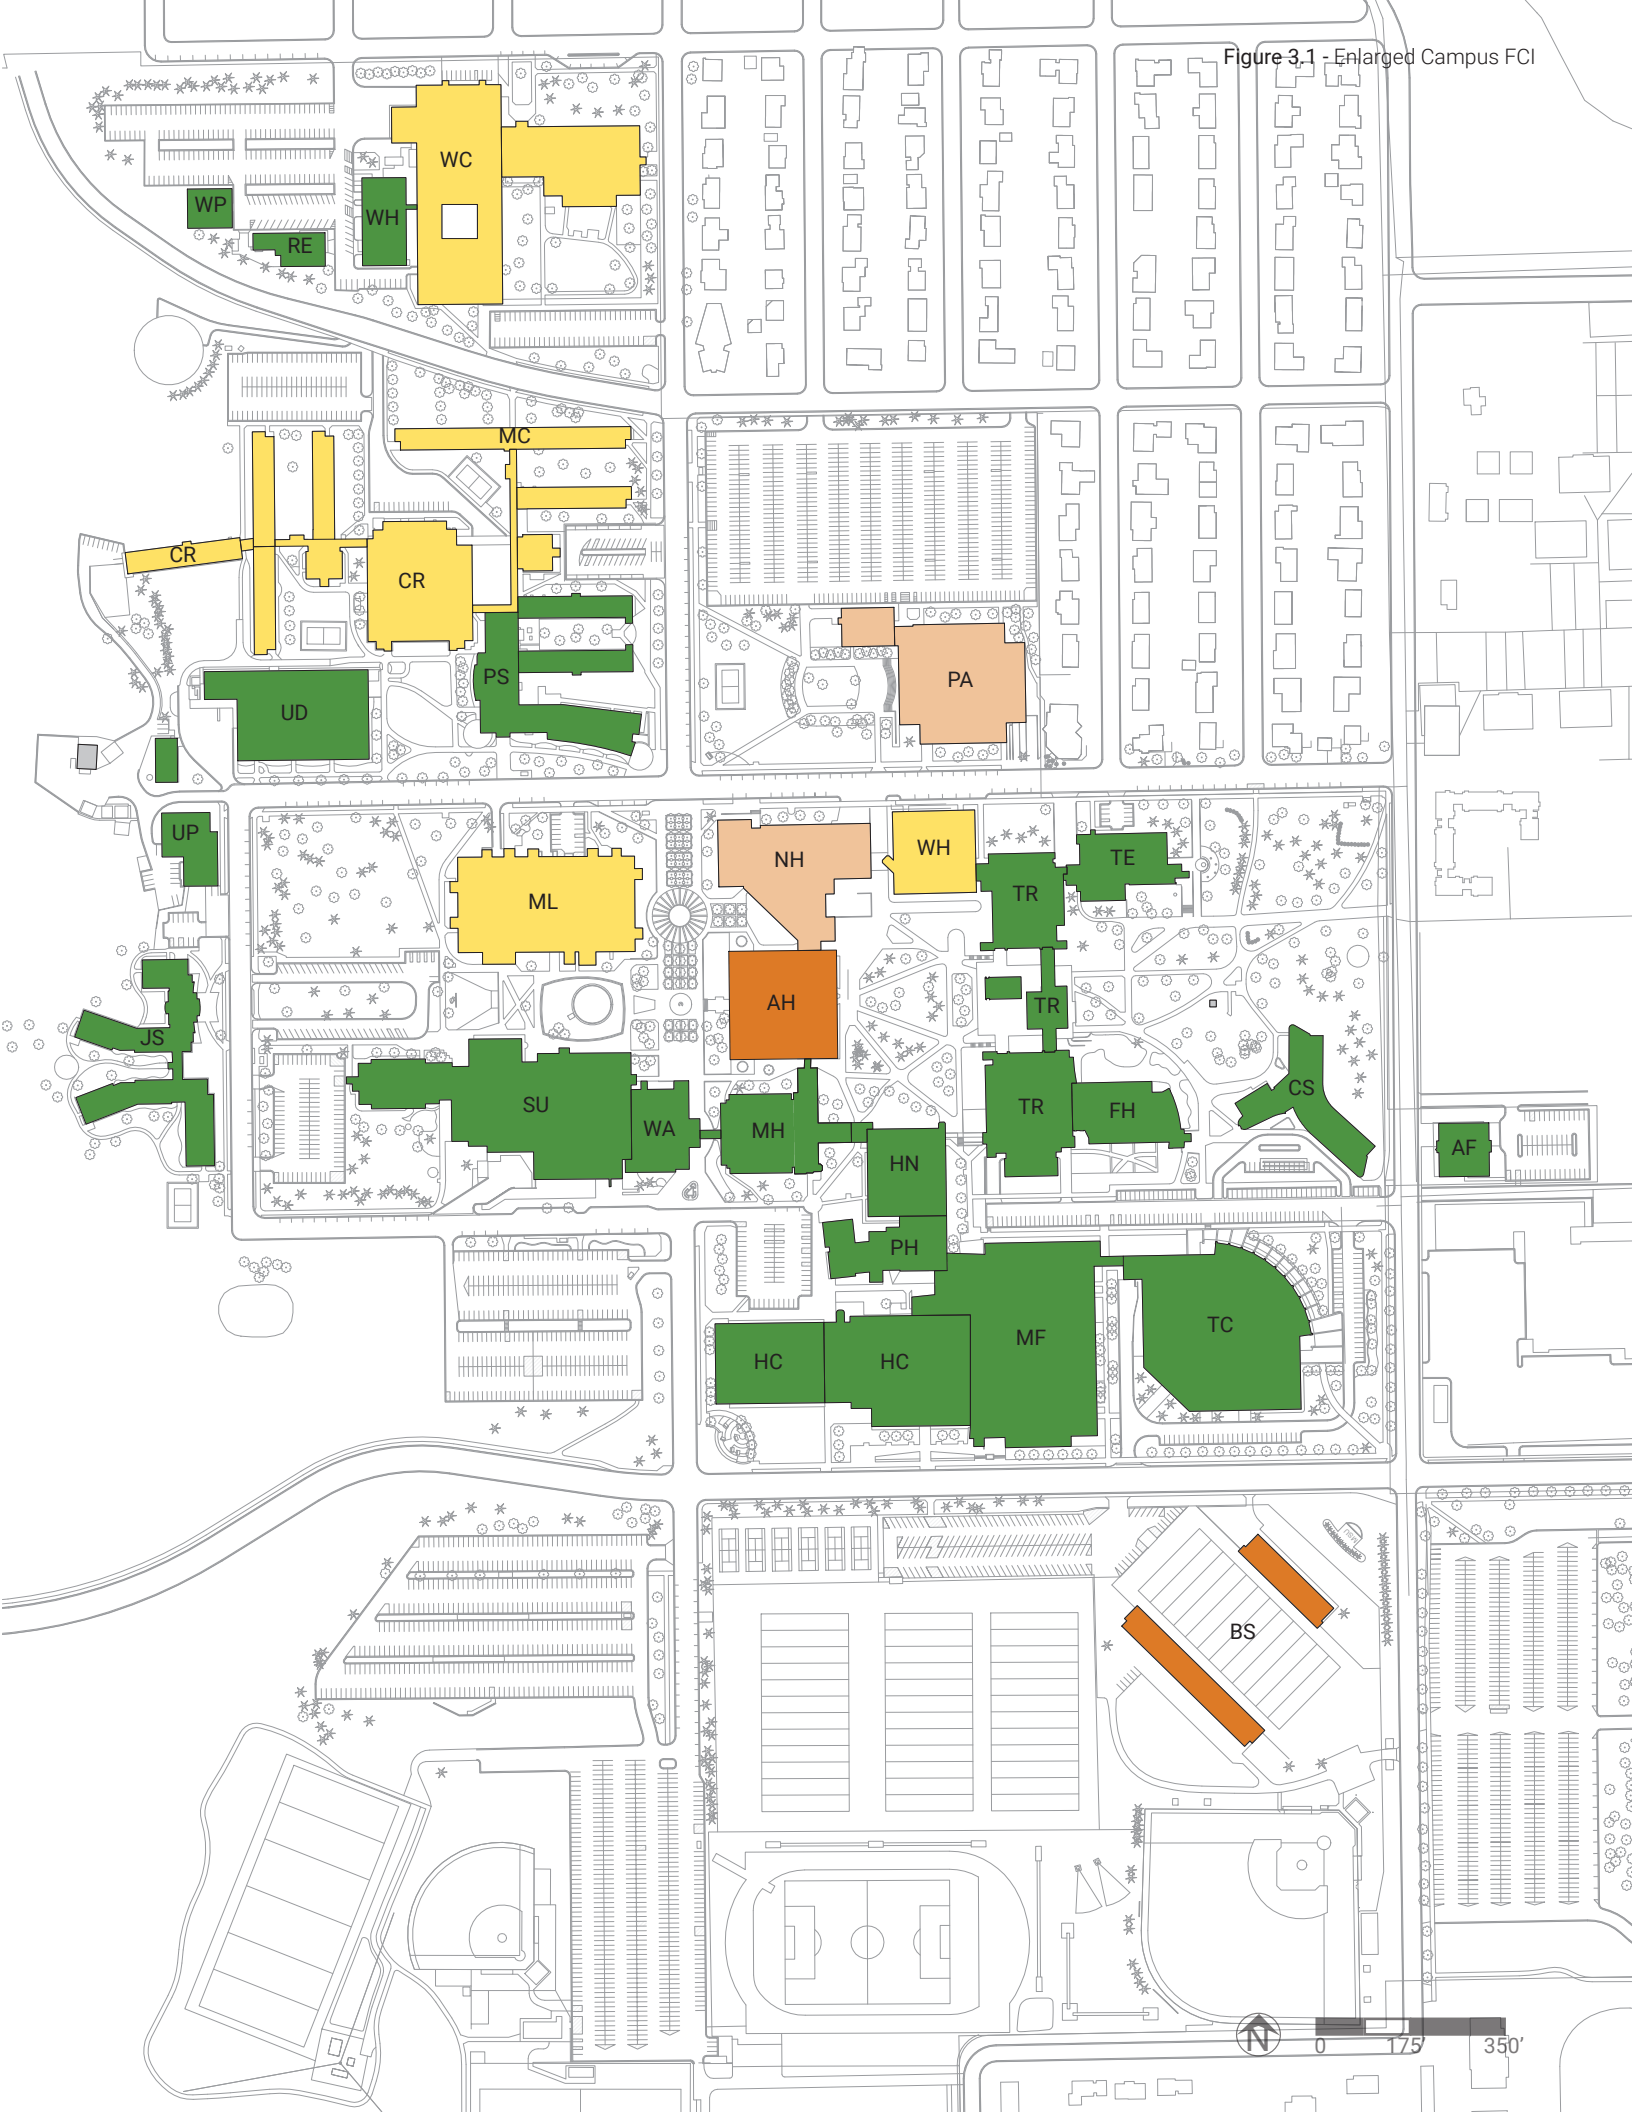 Figure 3.1 - Enlarged Campus FCI
WC
WP
WH
RE
MC
CR
CR
PS
PA
UD
UP
NH
WH
TE
ML
TR
AH
TR
JS
SU
CS
TR
FH
WA
MH
AF
HN
PH
TC
MF
HC
HC
BS
N
0 175' 350'